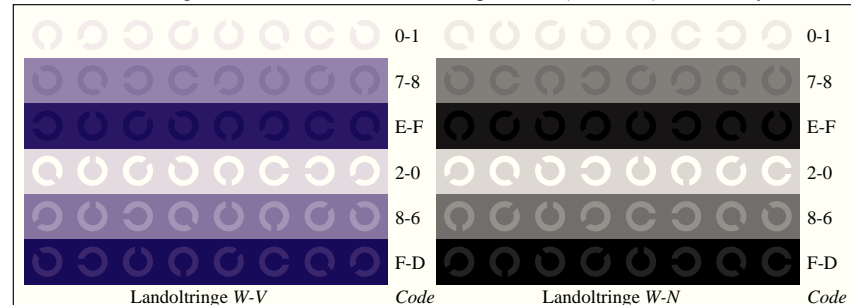 0-1 0-1
7-8 7-8
E-F E-F
2-0 2-0
8-6 8-6
F-D F-D
Landoltringe W-V Code Landoltringe W-N Code